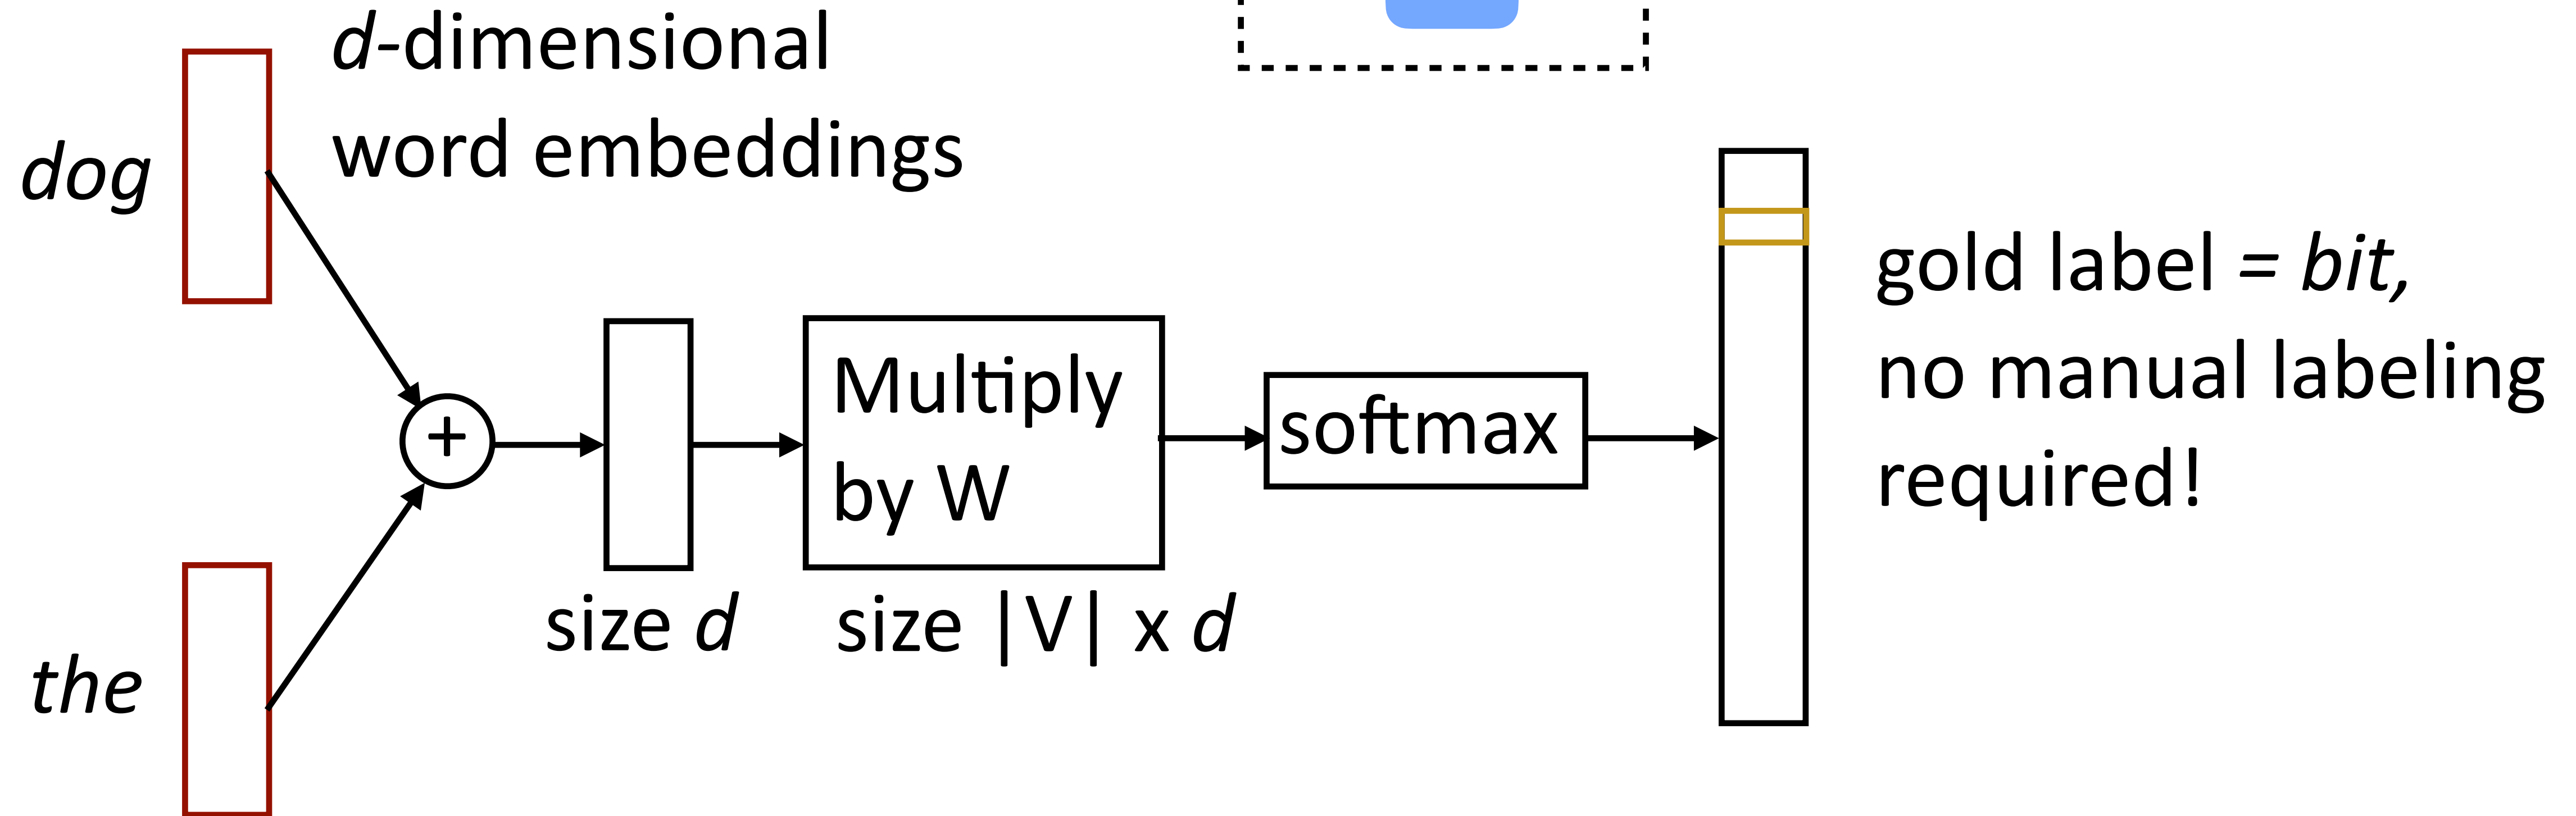 d-dimensional
word embeddings
dog
the
+
size d
Multiply
by W
size |V| x d
softmax
gold label = bit,
no manual labeling
required!